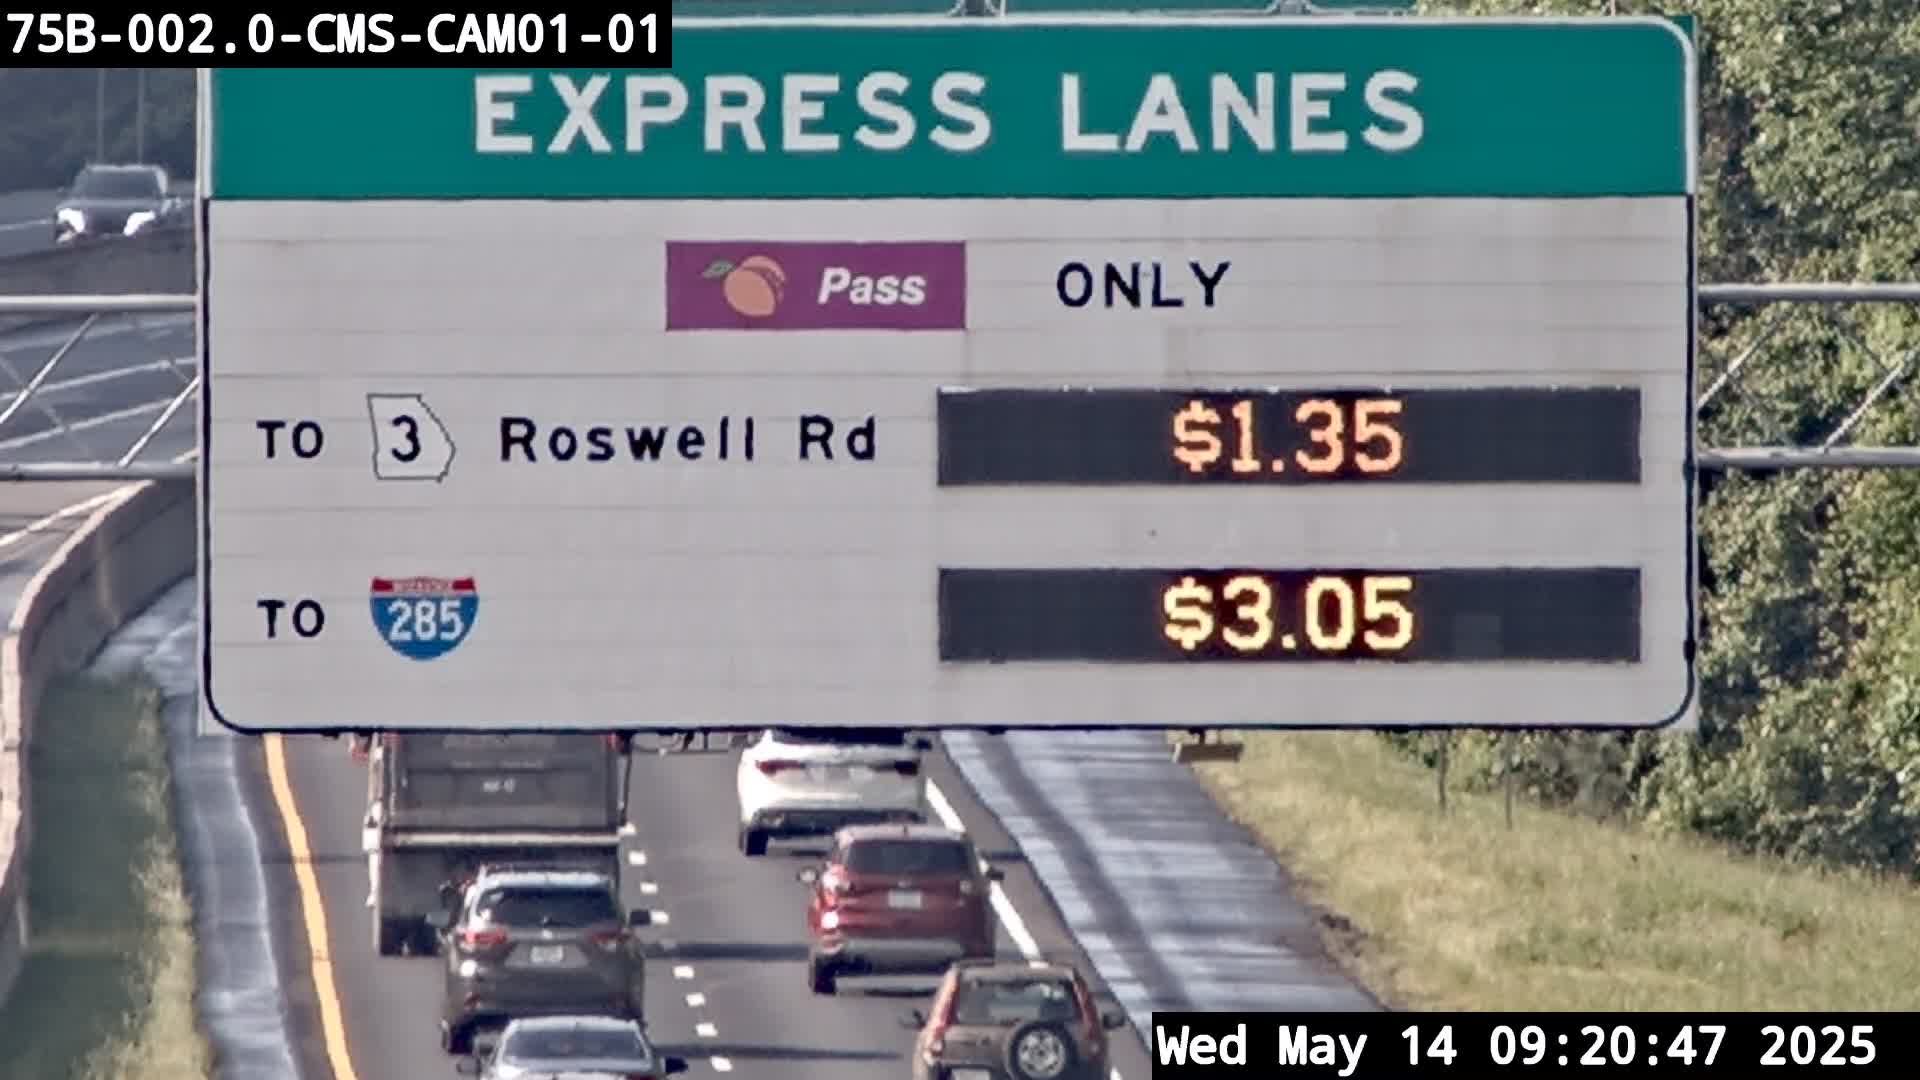 75B-002.0-CMS-CAM01-01
EXPRESS LANES
Pass ONLY
TO 3 Roswell Rd $1.35
TO INTERSTATE 285 $3.05
Wed May 14 09:20:47 2025